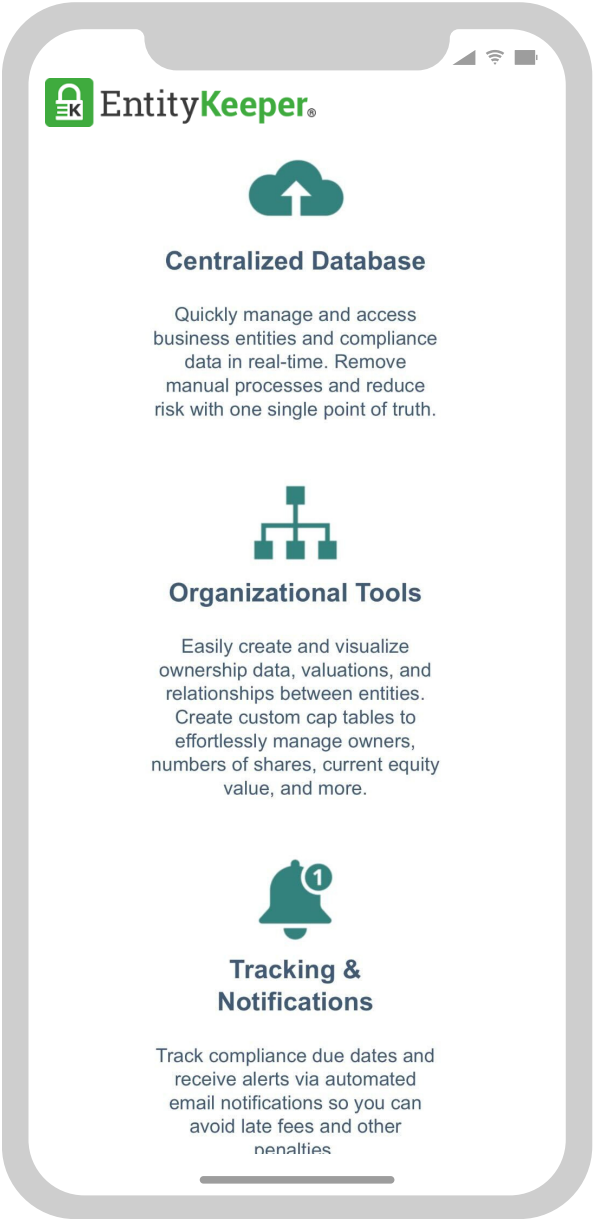 EK EntityKeeper®
Centralized Database
Quickly manage and access
business entities and compliance
data in real-time. Remove
manual processes and reduce
risk with one single point of truth.
Organizational Tools
Easily create and visualize
ownership data, valuations, and
relationships between entities.
Create custom cap tables to
effortlessly manage owners,
numbers of shares, current equity
value, and more.
1
Tracking &
Notifications
Track compliance due dates and
receive alerts via automated
email notifications so you can
avoid late fees and other
penalties